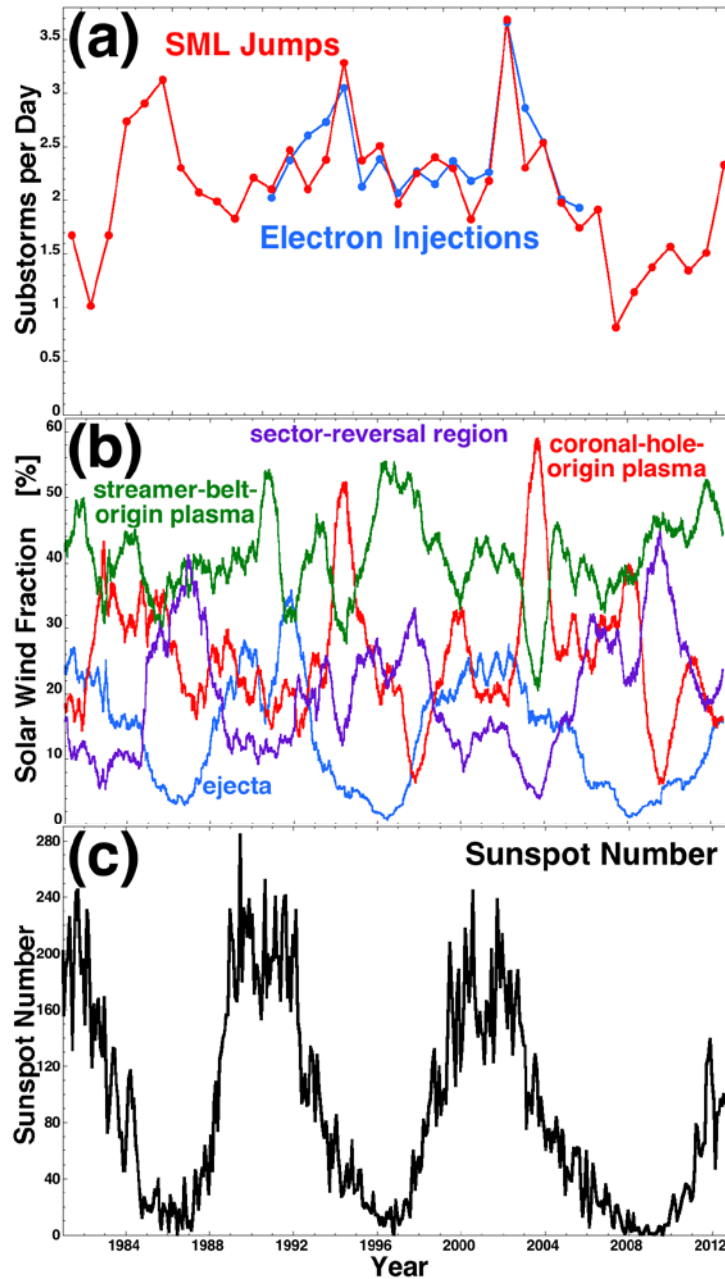 (a)
SML Jumps
Electron Injections
Substorms per Day
3.5
3
2.5
2
1.5
1
0.5
0
(b)
sector-reversal region
streamer-belt-
origin plasma
coronal-hole-
origin plasma
ejecta
Solar Wind Fraction [%]
60
50
40
30
20
10
0
(c)
Sunspot Number
Sunspot Number
280
240
200
160
120
80
40
0
1984 1988 1992 1996 2000 2004 2008 2012
Year